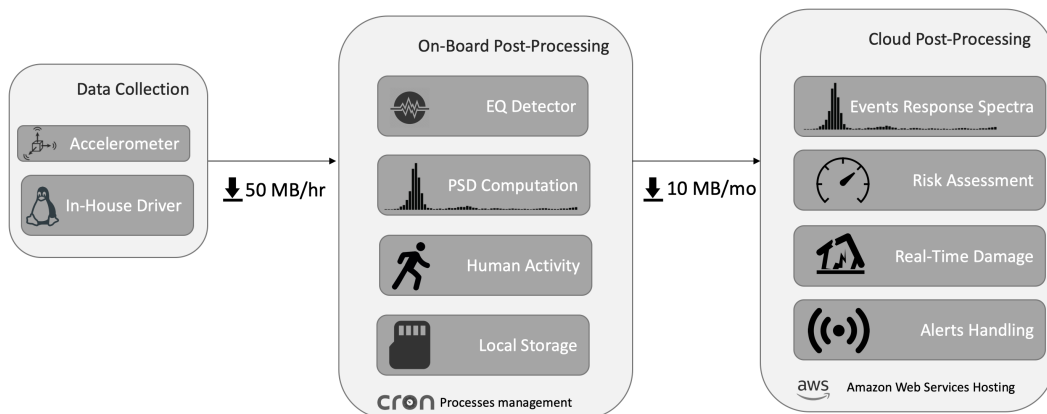 Data Collection
Accelerometer
In-House Driver
50 MB/hr
On-Board Post-Processing
EQ Detector
PSD Computation
Human Activity
Local Storage
cron Processes management
10 MB/mo
Cloud Post-Processing
Events Response Spectra
Risk Assessment
Real-Time Damage
Alerts Handling
aws Amazon Web Services Hosting